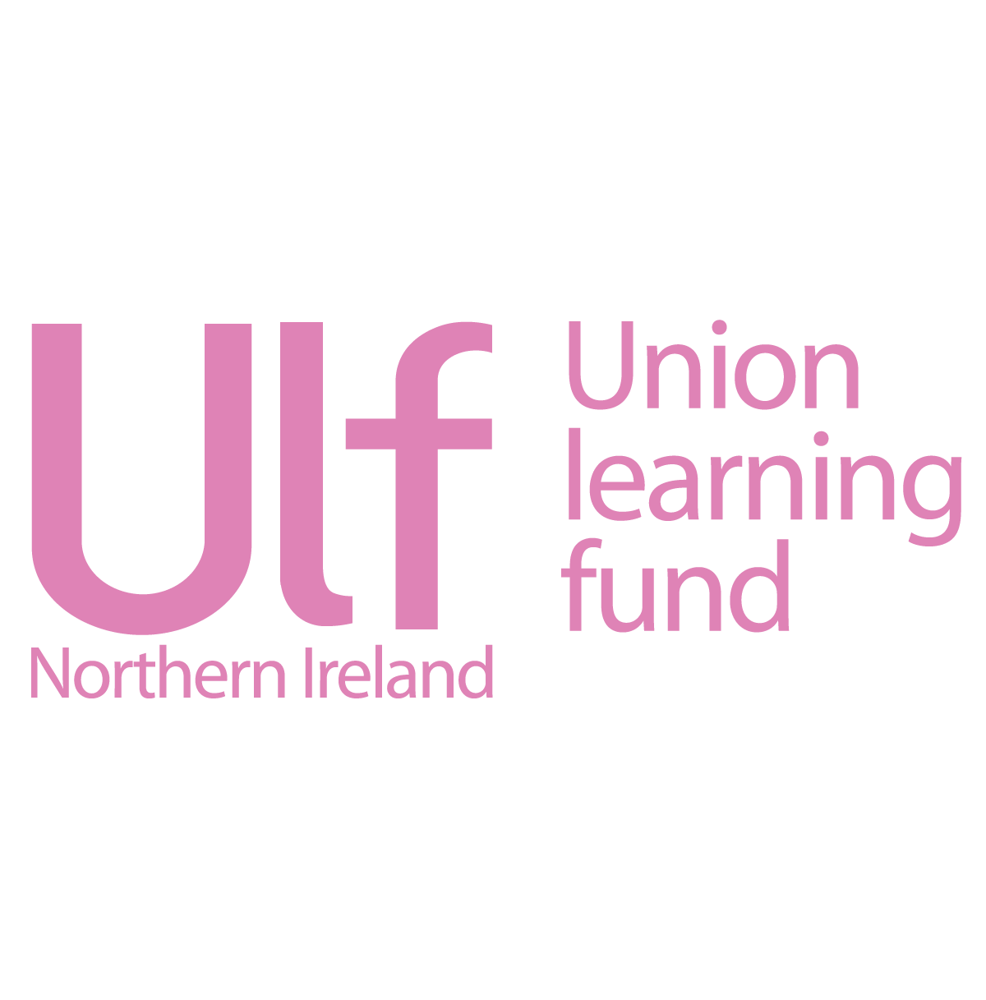 Ulf
Northern Ireland
Union
learning
fund